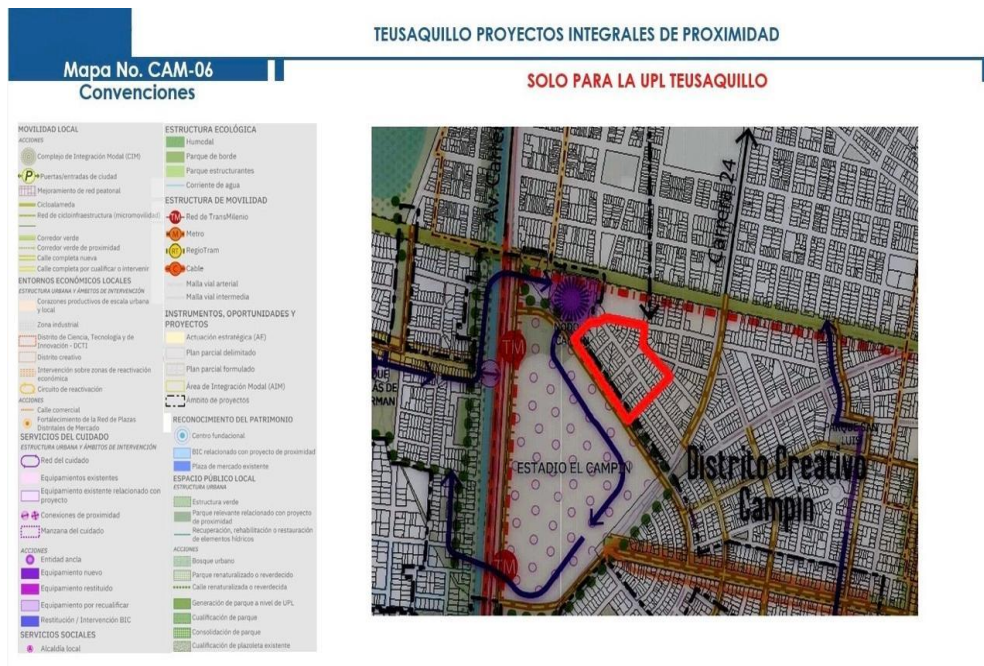 TEUSAQUILLO PROYECTOS INTEGRALES DE PROXIMIDAD
Mapa No. CAM-06
Convenciones
SOLO PARA LA UPL TEUSAQUILLO
MOVILIDAD LOCAL
ACCIONES
Complejo de Integración Modal (CIM)
P
Puertas/entradas de ciudad
Mejoramiento de red peatonal
Cicloalameda
Red de cicloinfraestructura (micromovilidad)
Corredor verde
Corredor verde de proximidad
Calle completa nueva
Calle completa por cualificar o intervenir
ENTORNOS ECONÓMICOS LOCALES
ESTRUCTURA URBANA Y ÁMBITOS DE INTERVENCIÓN
Corazones productivos de escala urbana
y local
Zona industrial
Distrito de Ciencia, Tecnología y de
Innovación - DCTI
Distrito creativo
Intervención sobre zonas de reactivación
económica
Circuito de reactivación
ACCIONES
Calle comercial
Fortalecimiento de la Red de Plazas
Distritales de Mercado
SERVICIOS DEL CUIDADO
ESTRUCTURA URBANA Y ÁMBITOS DE INTERVENCIÓN
Red del cuidado
Equipamientos existentes
Equipamiento existente relacionado con
proyecto
Conexiones de proximidad
Manzana del cuidado
ACCIONES
Entidad ancla
Equipamiento nuevo
Equipamiento restituido
Equipamiento por recualificar
Restitución / Intervención BIC
SERVICIOS SOCIALES
Alcaldía local
ESTRUCTURA ECOLÓGICA
Humedal
Parque de borde
Parque estructurantes
Corriente de agua
ESTRUCTURA DE MOVILIDAD
TM
Red de TransMilenio
M
Metro
RT
RegioTram
C
Cable
Malla vial arterial
Malla vial intermedia
INSTRUMENTOS, OPORTUNIDADES Y
PROYECTOS
Actuación estratégica (AE)
Plan parcial delimitado
Plan parcial formulado
Área de Integración Modal (AIM)
Ámbito de proyectos
RECONOCIMIENTO DEL PATRIMONIO
Centro fundacional
BIC relacionado con proyecto de proximidad
Plaza de mercado existente
ESPACIO PÚBLICO LOCAL
ESTRUCTURA URBANA
Estructura verde
Parque relevante relacionado con proyecto
de proximidad
Recuperación, rehabilitación o restauración
de elementos hídricos
ACCIONES
Bosque urbano
Parque renaturalizado o reverdecido
Calle renaturalizada o reverdecida
Generación de parque a nivel de UPL
Cualificación de parque
Consolidación de parque
Cualificación de plazoleta existente
Carrera 24
TM
ESTADIO EL CAMPIN
Distrito Creativo
Campin
LUIS
TM